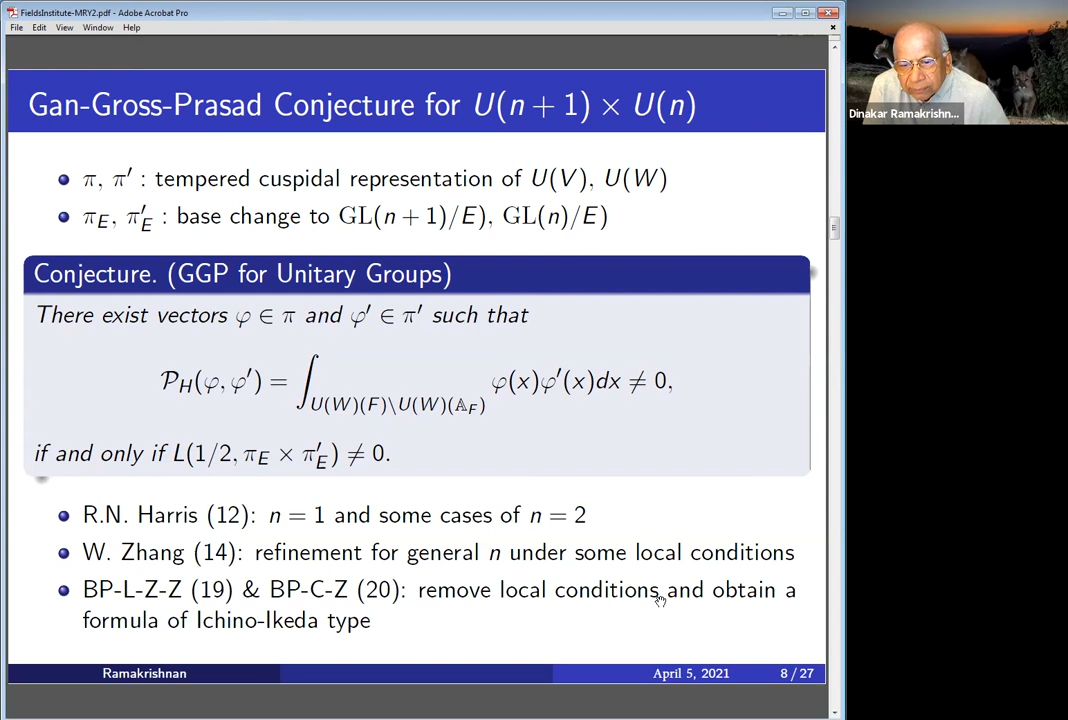 FieldsInstitute-MRY2.pdf - Adobe Acrobat Pro
File Edit View Window Help
Gan-Gross-Prasad Conjecture for U(n + 1) × U(n)
π, π′ : tempered cuspidal representation of U(V), U(W)
π_E, π′_E : base change to GL(n + 1)/E), GL(n)/E)
Conjecture. (GGP for Unitary Groups)
There exist vectors φ ∈ π and φ′ ∈ π′ such that
𝒫_H(φ, φ′) = ∫_{U(W)(F)\U(W)(𝔸_F)} φ(x)φ′(x)dx ≠ 0,
if and only if L(1/2, π_E × π′_E) ≠ 0.
R.N. Harris (12): n = 1 and some cases of n = 2
W. Zhang (14): refinement for general n under some local conditions
BP-L-Z-Z (19) & BP-C-Z (20): remove local conditions and obtain a
formula of Ichino-Ikeda type
Ramakrishnan April 5, 2021 8 / 27
Dinakar Ramakrishn...